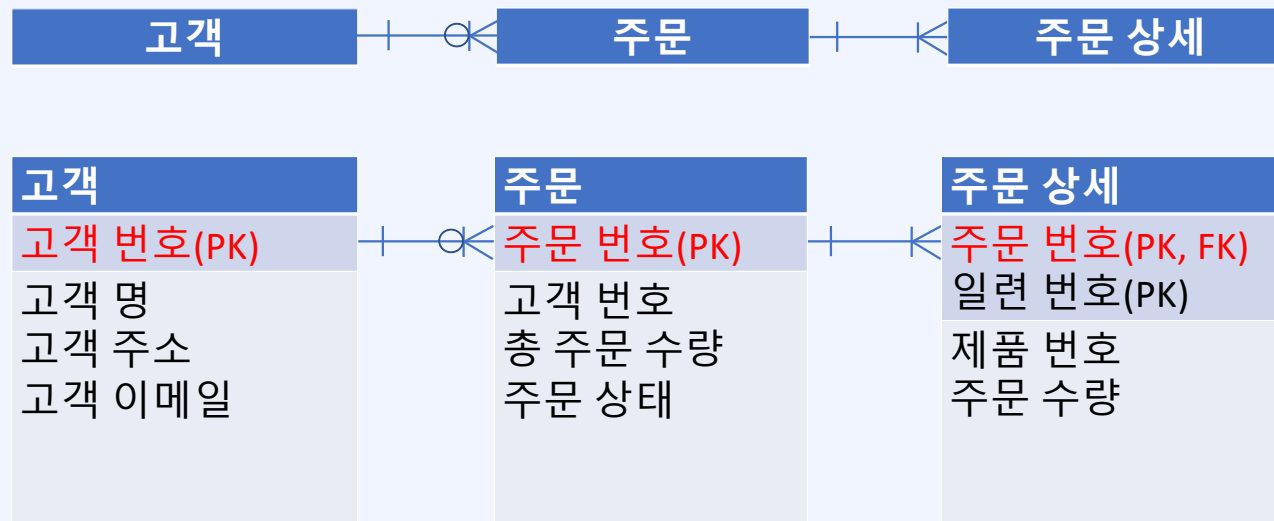 고객
주문
주문 상세
고객
고객 번호(PK)
고객 명
고객 주소
고객 이메일
주문
주문 번호(PK)
고객 번호
총 주문 수량
주문 상태
주문 상세
주문 번호(PK, FK)
일련 번호(PK)
제품 번호
주문 수량